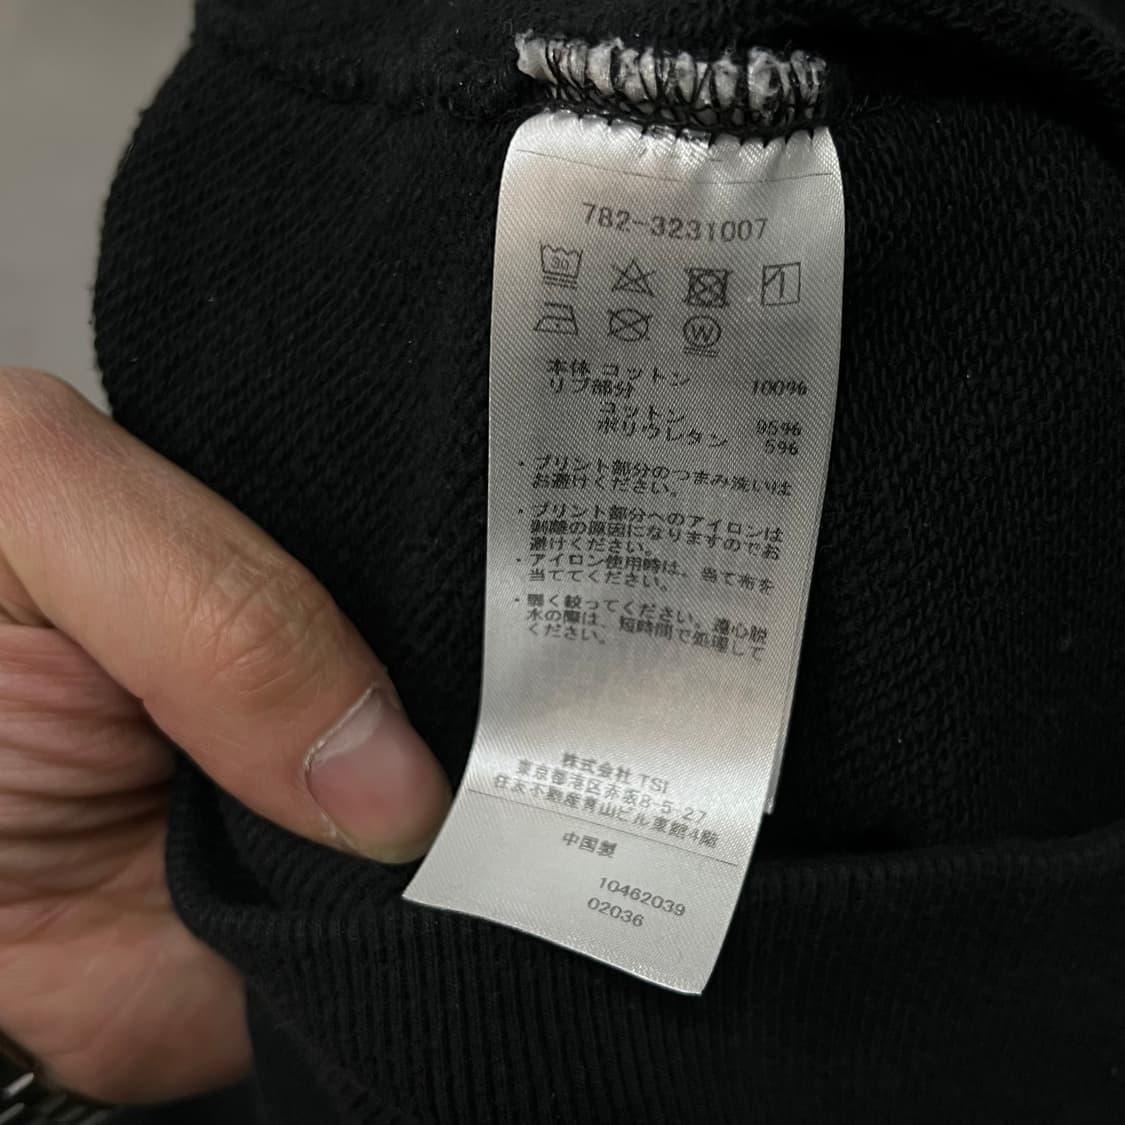 782-3231007
30
W
本体 コットン 100%
リブ部分
コットン 95%
ポリウレタン 5%
・プリント部分のつまみ洗いは
お避けください。
・プリント部分へのアイロンは
剥離の原因になりますのでお
避けください。
・アイロン使用時は、当て布を
当ててください。
・弱く絞ってください。遠心脱
水の際は、短時間で処理して
ください。
株式会社 TSI
東京都港区赤坂8-5-27
住友不動産青山ビル東館4階
中国製
10462039
02036